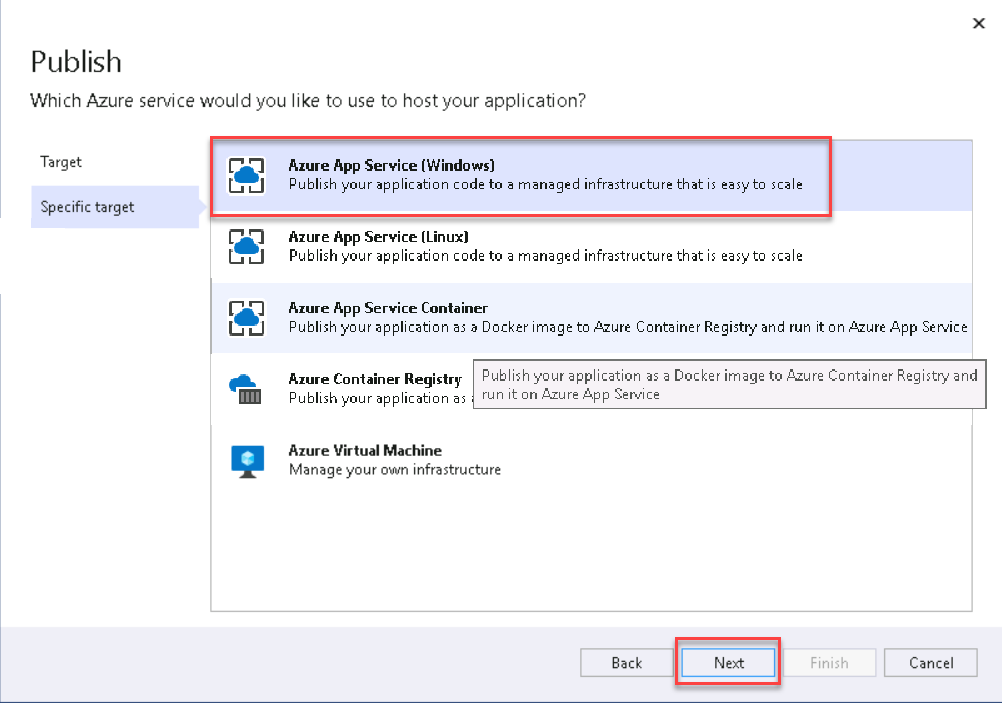 Publish
Which Azure service would you like to use to host your application?
Target
Specific target
Azure App Service (Windows)
Publish your application code to a managed infrastructure that is easy to scale
Azure App Service (Linux)
Publish your application code to a managed infrastructure that is easy to scale
Azure App Service Container
Publish your application as a Docker image to Azure Container Registry and run it on Azure App Service
Azure Container Registry
Publish your application as
Publish your application as a Docker image to Azure Container Registry and
run it on Azure App Service
Azure Virtual Machine
Manage your own infrastructure
Back
Next
Finish
Cancel